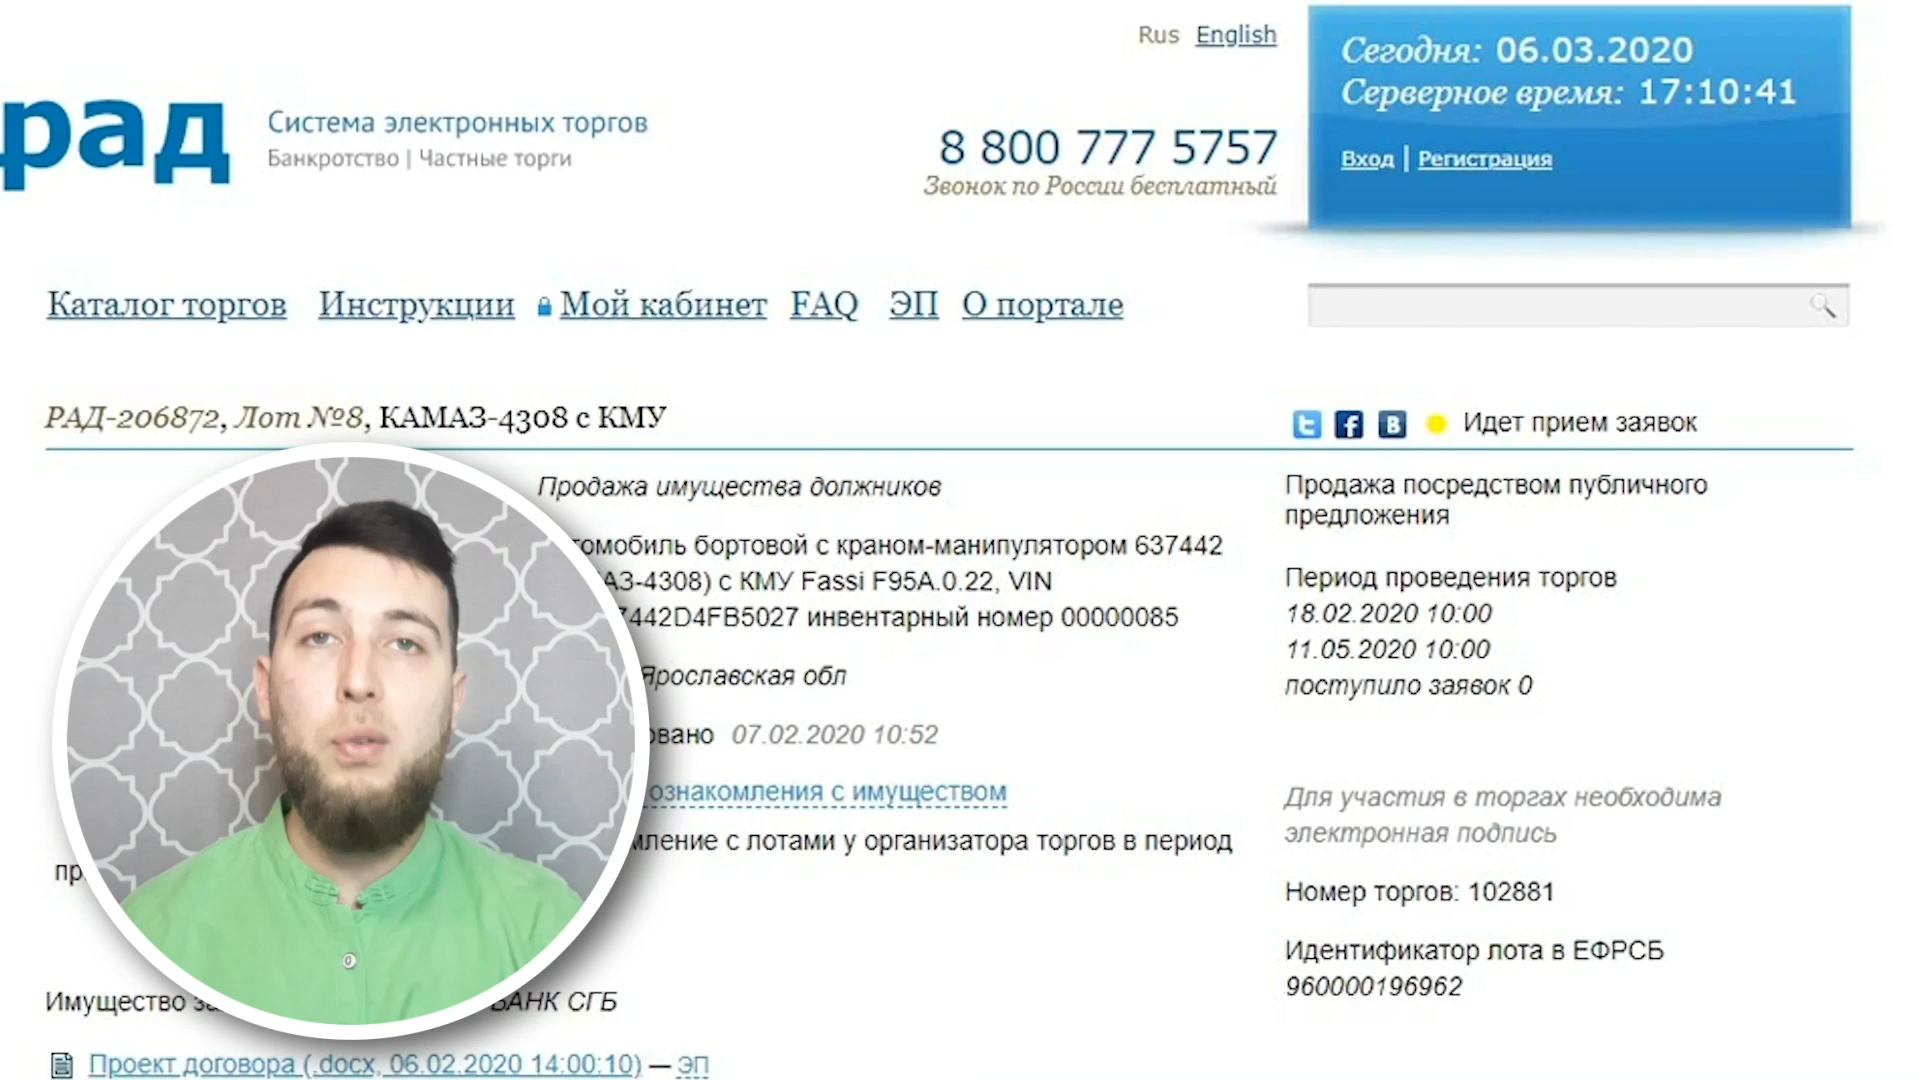 Rus English
Сегодня: 06.03.2020
Серверное время: 17:10:41
Вход | Регистрация
рад
Система электронных торгов
Банкротство | Частные торги
8 800 777 5757
Звонок по России бесплатный
Каталог торгов Инструкции Мой кабинет FAQ ЭП О портале
РАД-206872, Лот №8, КАМАЗ-4308 с КМУ
Идет прием заявок
Продажа имущества должников
бортовой с краном-манипулятором 637442
АЗ-4308) с КМУ Fassi F95A.0.22, VIN
7442D4FB5027 инвентарный номер 00000085
Ярославская обл
овано 07.02.2020 10:52
ознакомления с имуществом
мление с лотами у организатора торгов в период
пр
Имущество за
БАНК СГБ
Проект договора (.docx, 06.02.2020 14:00:10) — ЭП
Продажа посредством публичного
предложения
Период проведения торгов
18.02.2020 10:00
11.05.2020 10:00
поступило заявок 0
Для участия в торгах необходима
электронная подпись
Номер торгов: 102881
Идентификатор лота в ЕФРСБ
960000196962